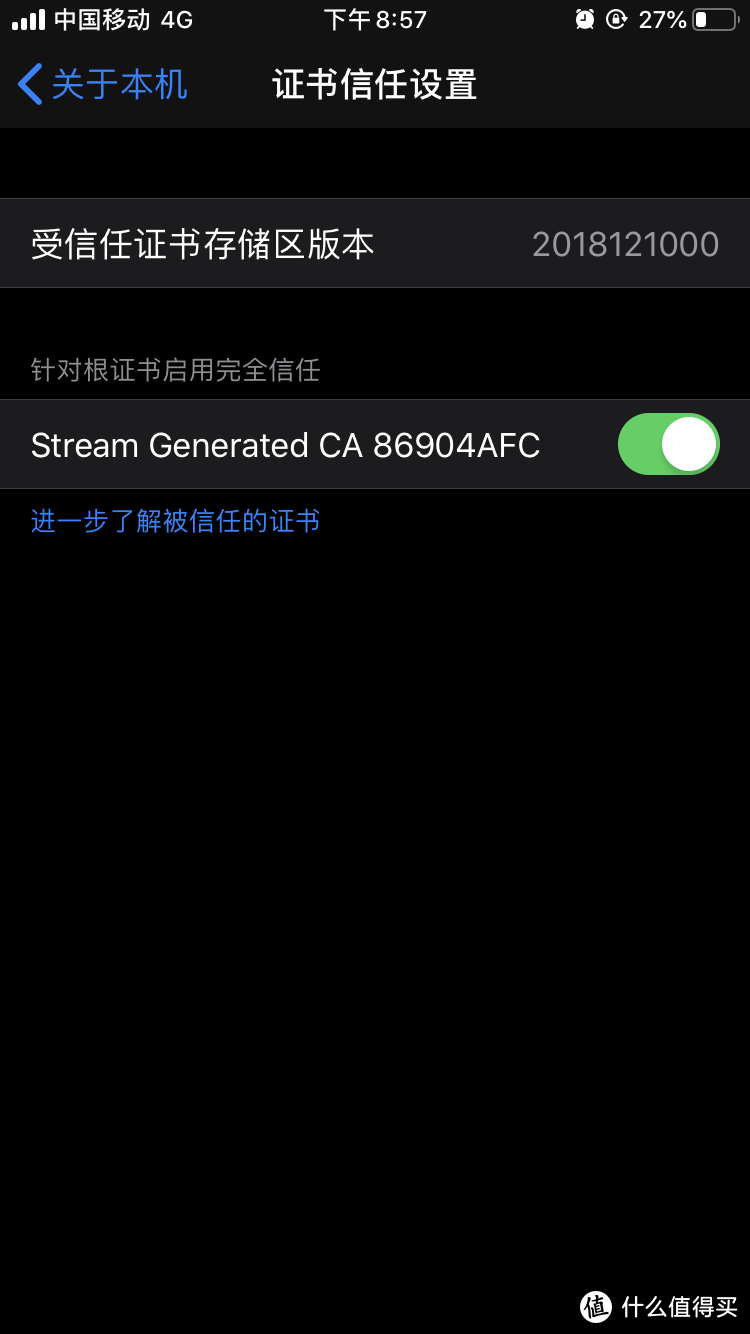 中国移动 4G 下午8:57 27%
关于本机 证书信任设置
受信任证书存储区版本 2018121000
针对根证书启用完全信任
Stream Generated CA 86904AFC
进一步了解被信任的证书
值 什么值得买